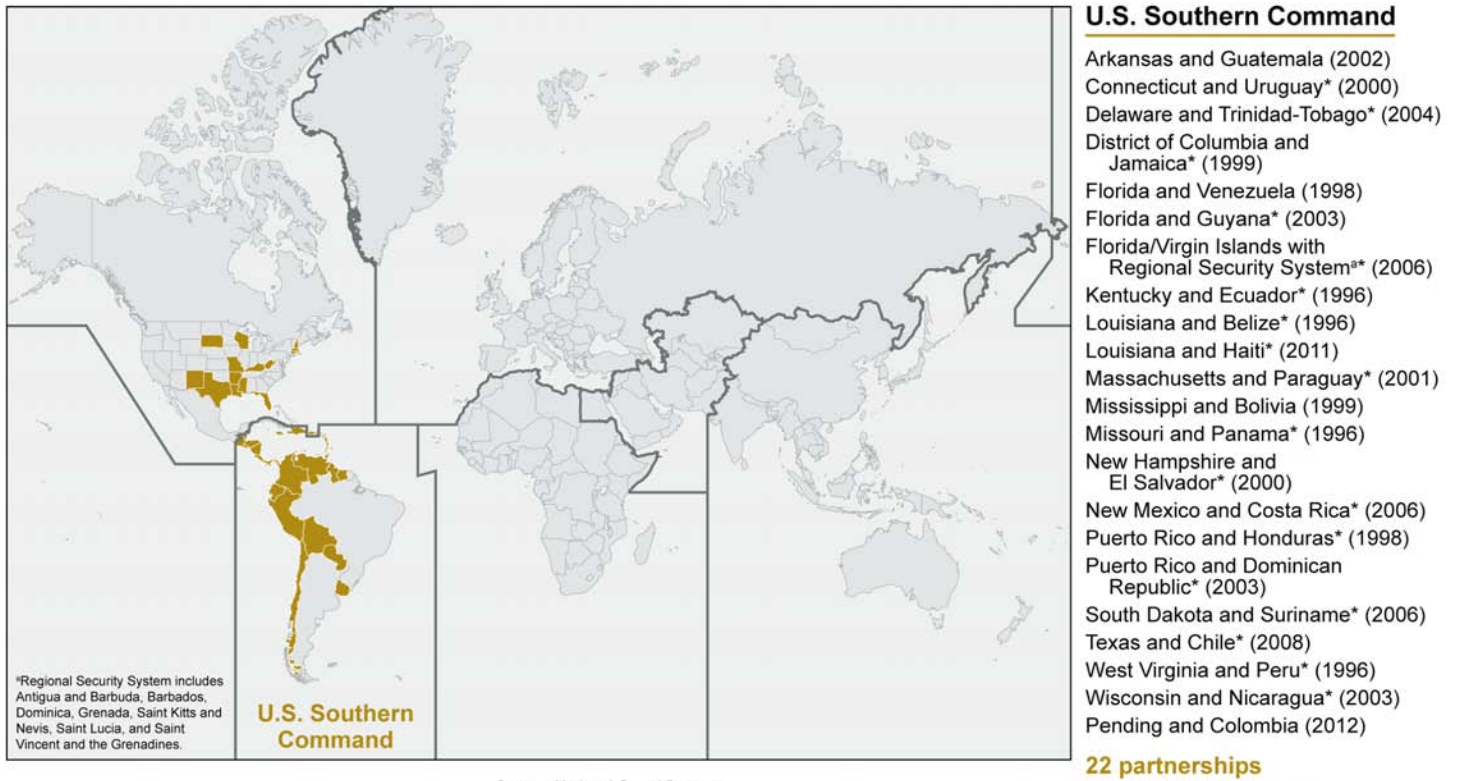 U.S. Southern Command
Arkansas and Guatemala (2002)
Connecticut and Uruguay* (2000)
Delaware and Trinidad-Tobago* (2004)
District of Columbia and
Jamaica* (1999)
Florida and Venezuela (1998)
Florida and Guyana* (2003)
Florida/Virgin Islands with
Regional Security Systemᵃ* (2006)
Kentucky and Ecuador* (1996)
Louisiana and Belize* (1996)
Louisiana and Haiti* (2011)
Massachusetts and Paraguay* (2001)
Mississippi and Bolivia (1999)
Missouri and Panama* (1996)
New Hampshire and
El Salvador* (2000)
New Mexico and Costa Rica* (2006)
Puerto Rico and Honduras* (1998)
Puerto Rico and Dominican
Republic* (2003)
South Dakota and Suriname* (2006)
Texas and Chile* (2008)
West Virginia and Peru* (1996)
Wisconsin and Nicaragua* (2003)
Pending and Colombia (2012)
22 partnerships
ᵃRegional Security System includes
Antigua and Barbuda, Barbados,
Dominica, Grenada, Saint Kitts and
Nevis, Saint Lucia, and Saint
Vincent and the Grenadines.
U.S. Southern
Command